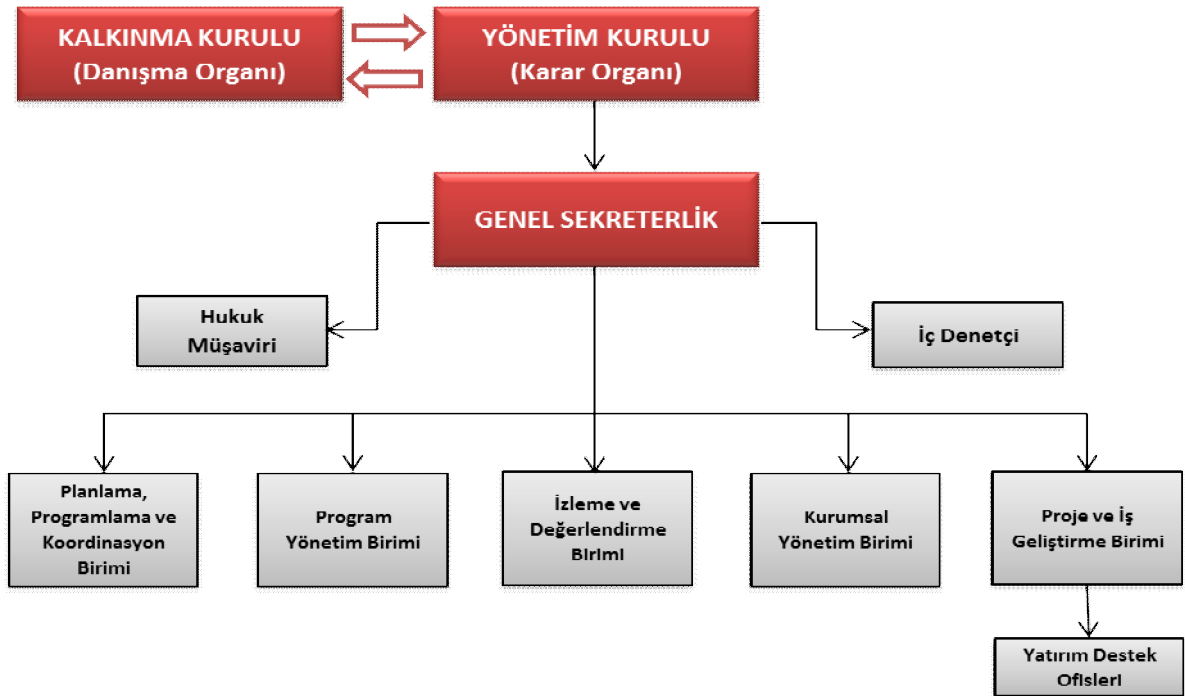 KALKINMA KURULU
(Danışma Organı)
YÖNETİM KURULU
(Karar Organı)
GENEL SEKRETERLİK
Hukuk
Müşaviri
İç Denetçi
Planlama,
Programlama ve
Koordinasyon
Birimi
Program
Yönetim Birimi
İzleme ve
Değerlendirme
Birimi
Kurumsal
Yönetim Birimi
Proje ve İş
Geliştirme Birimi
Yatırım Destek
Ofisleri